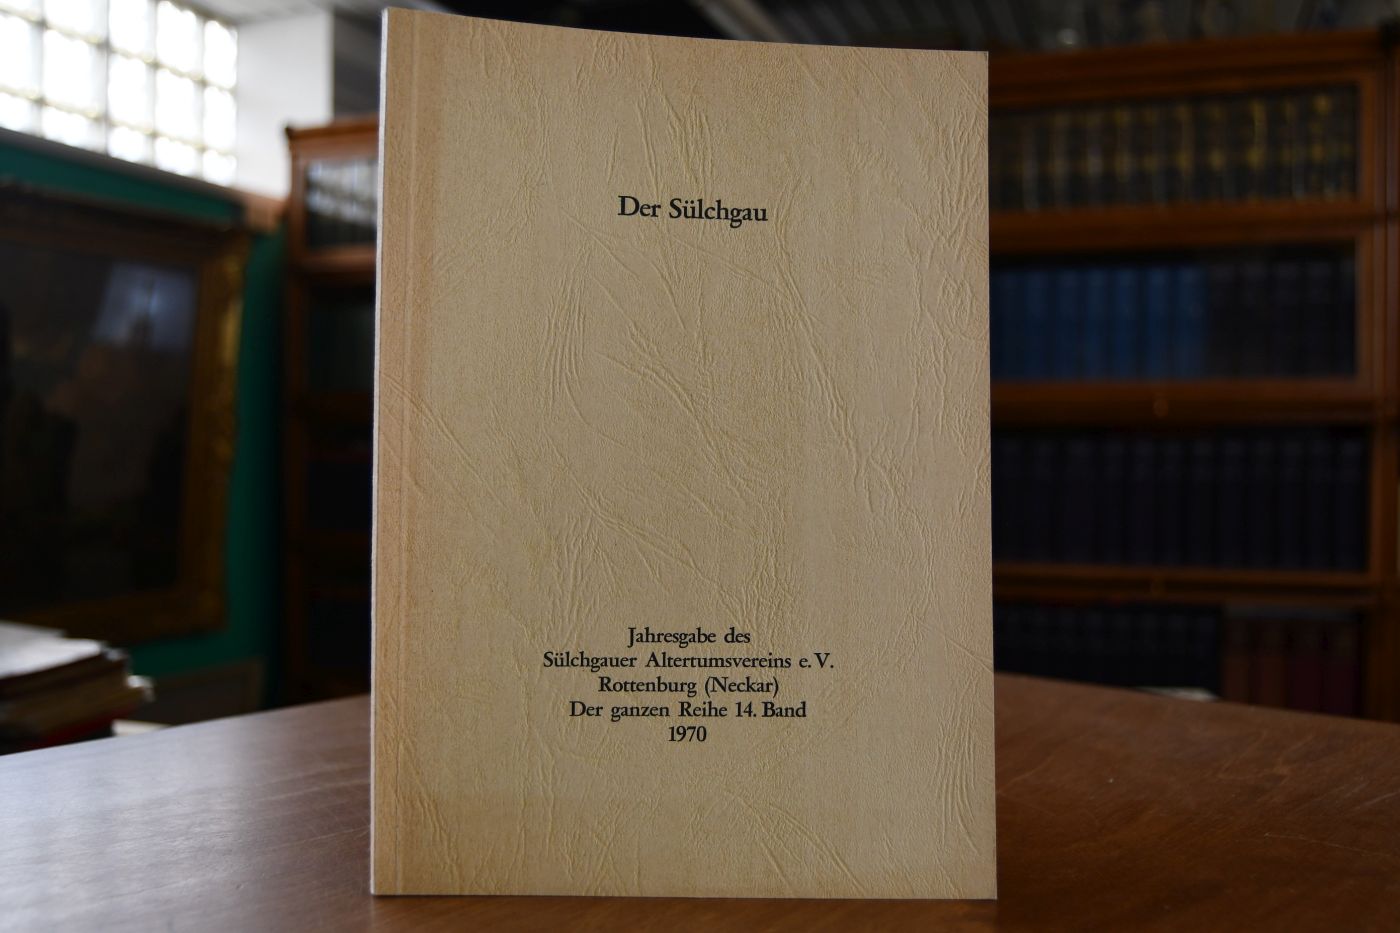 Der Sülchgau
Jahresgabe des
Sülchgauer Altertumsvereins e. V.
Rottenburg (Neckar)
Der ganzen Reihe 14. Band
1970